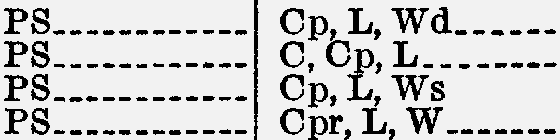 PS------------ Cp, L, Wd------
PS------------ C, Cp, L--------
PS------------ Cp, L, Ws
PS------------ Cpr, L, W-------